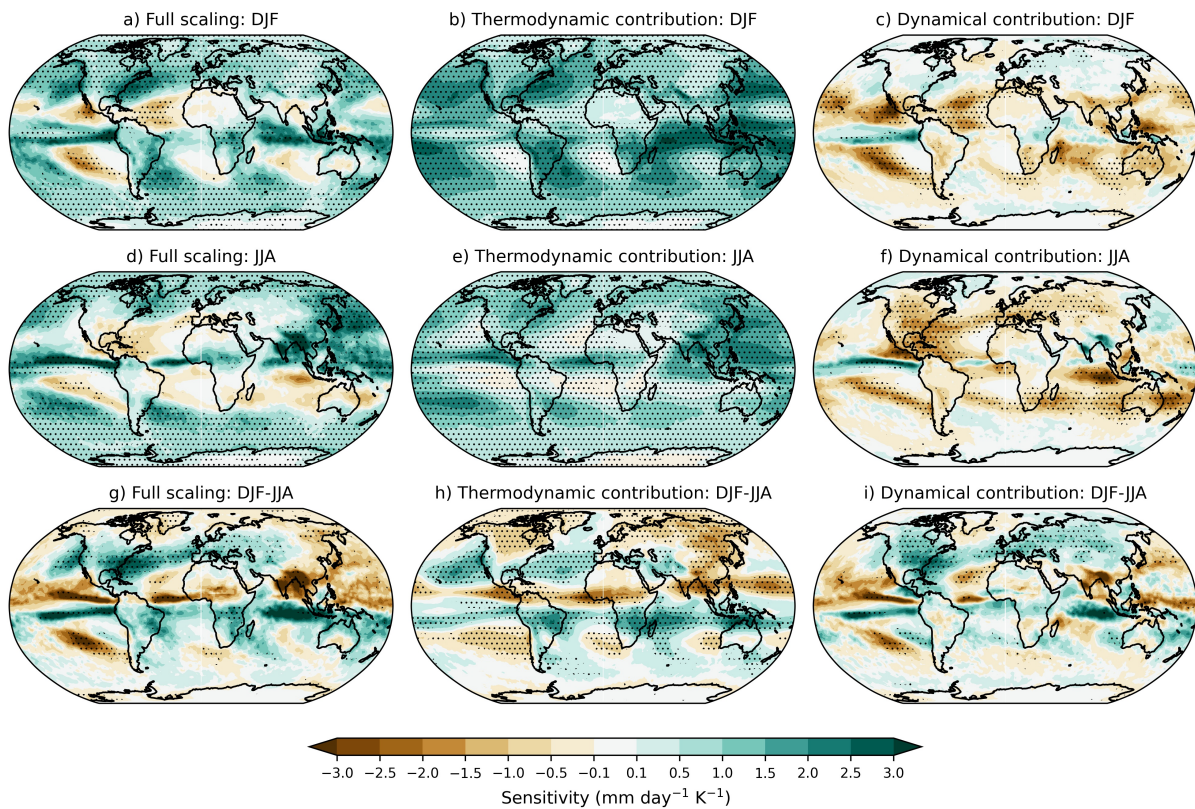 a) Full scaling: DJF
b) Thermodynamic contribution: DJF
c) Dynamical contribution: DJF
d) Full scaling: JJA
e) Thermodynamic contribution: JJA
f) Dynamical contribution: JJA
g) Full scaling: DJF-JJA
h) Thermodynamic contribution: DJF-JJA
i) Dynamical contribution: DJF-JJA
−3.0 −2.5 −2.0 −1.5 −1.0 −0.5 −0.1 0.1 0.5 1.0 1.5 2.0 2.5 3.0
Sensitivity (mm day⁻¹ K⁻¹)